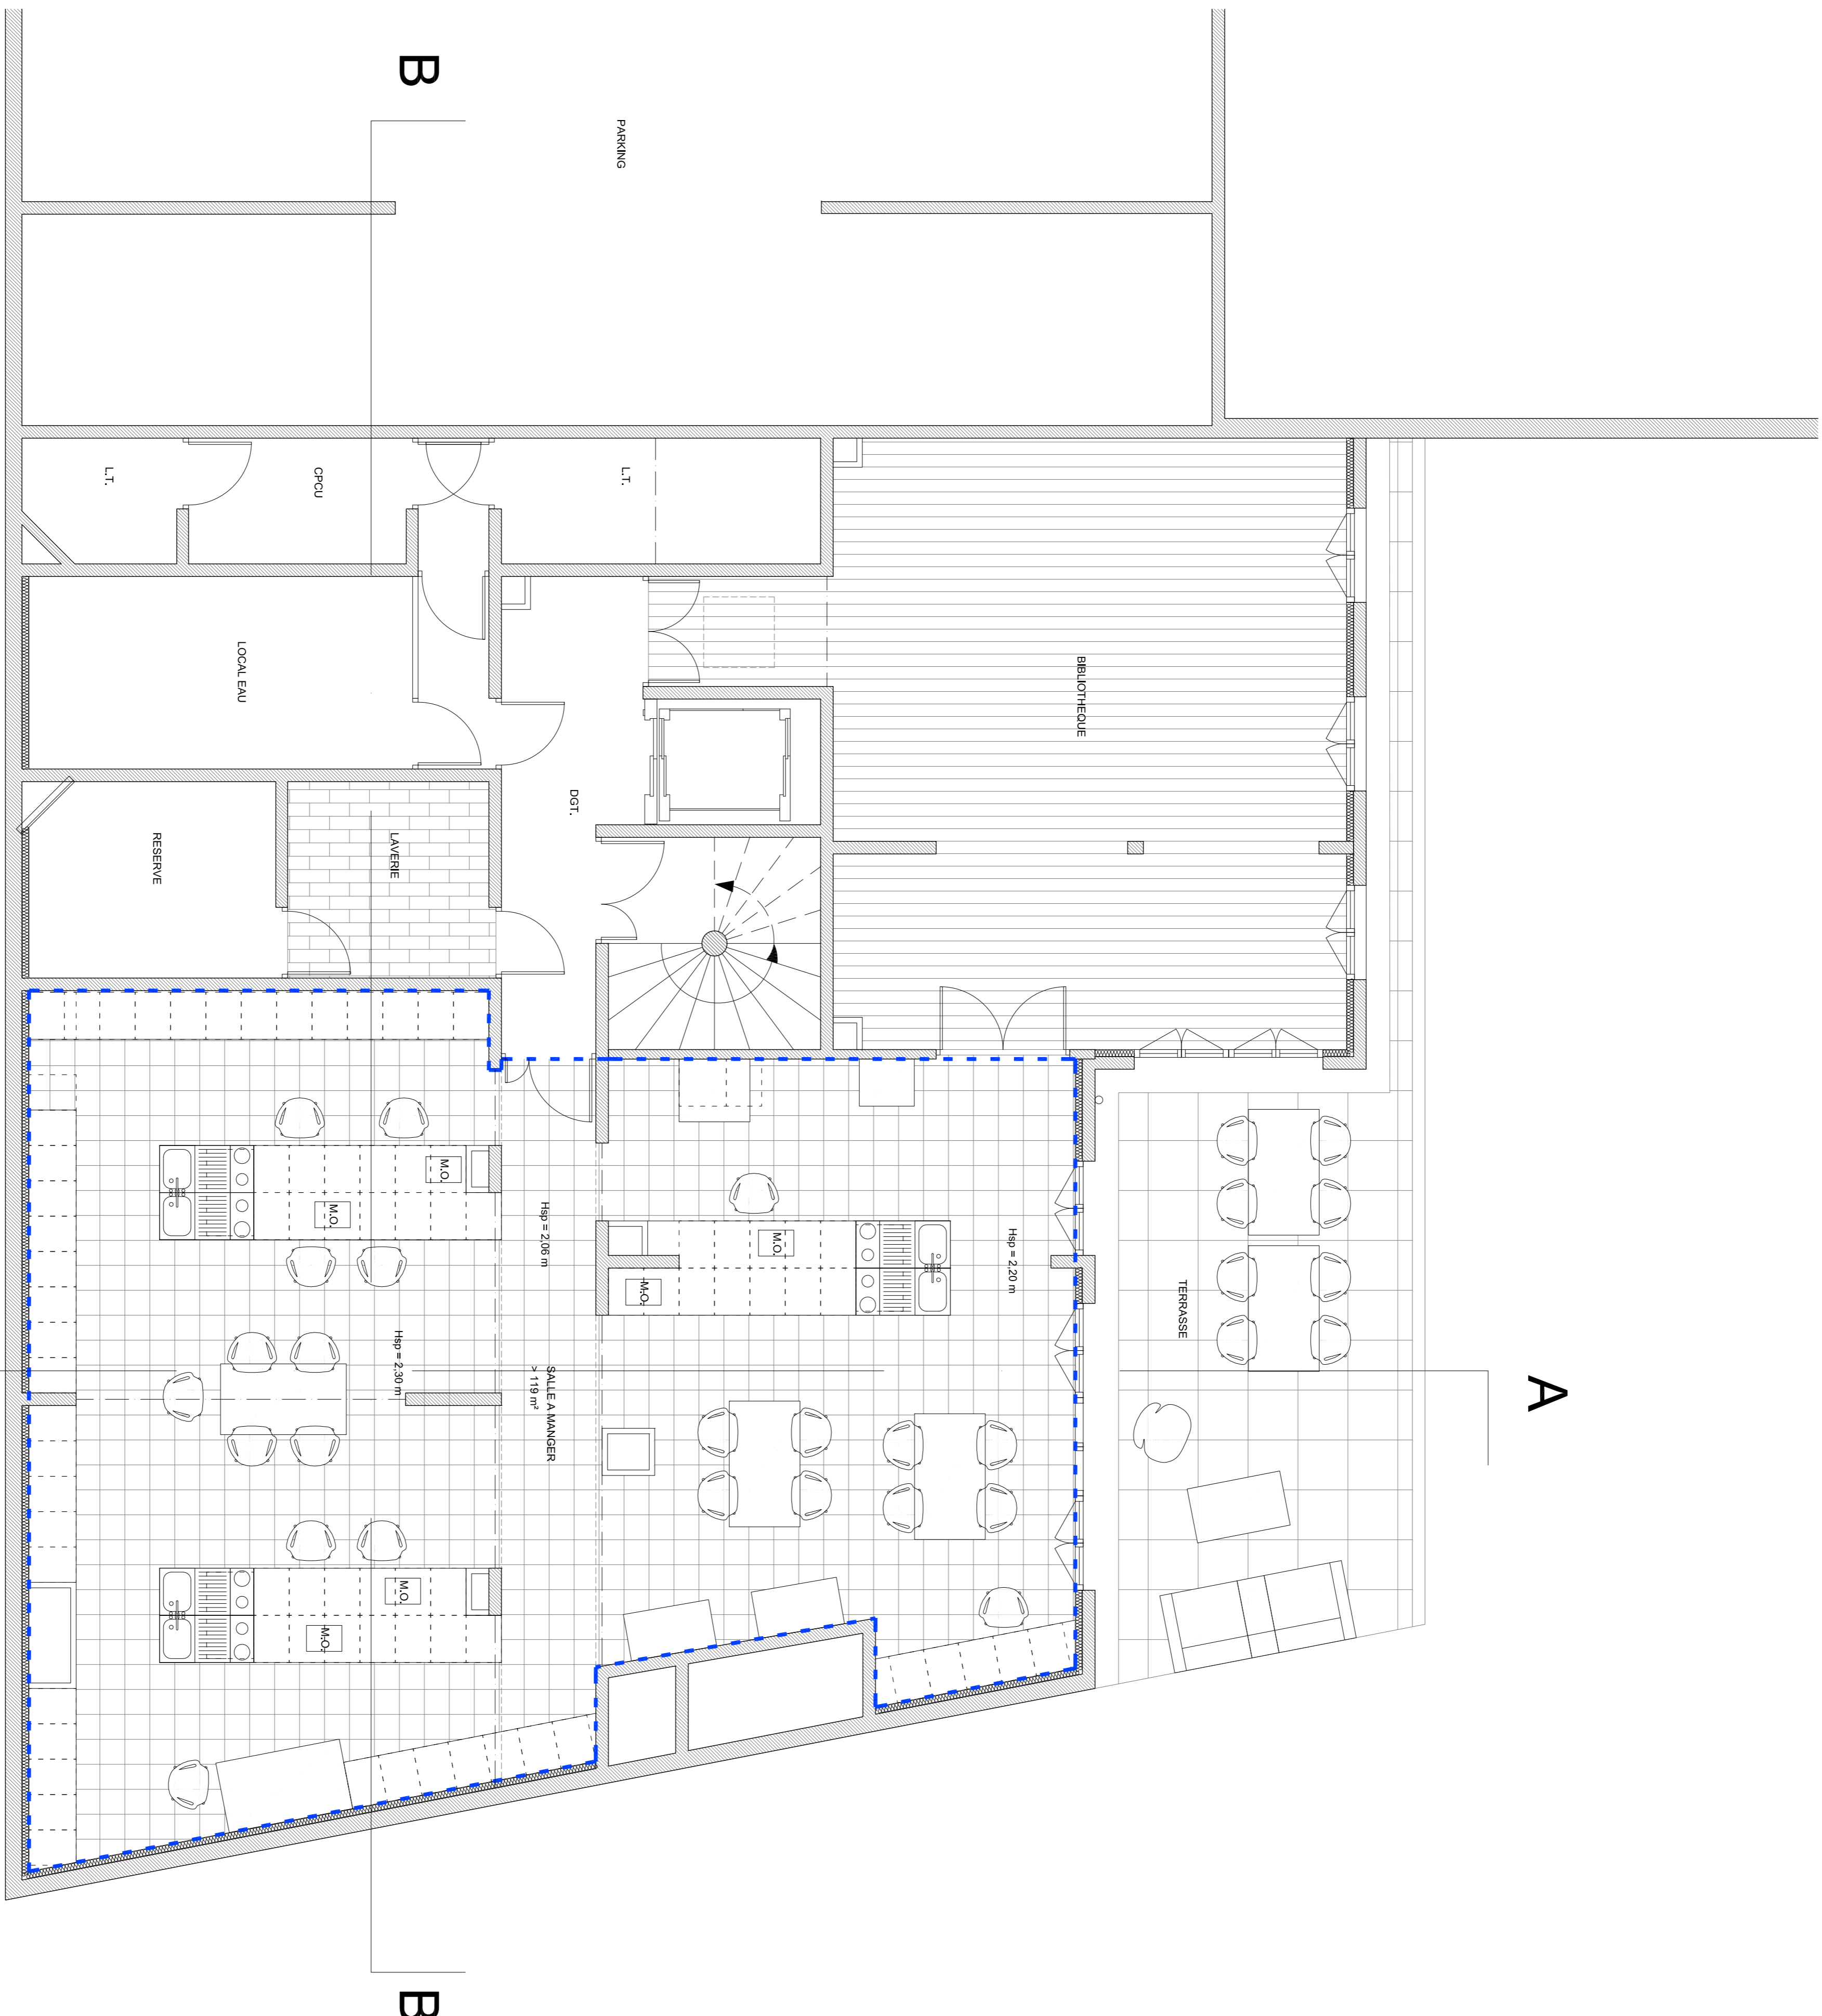 B
PARKING
L.T.
CPCU
L.T.
LOCAL EAU
BIBLIOTHEQUE
DGT.
RESERVE
LAVERIE
M.O.
M.O.
Hsp = 2,06 m
M.O.
M.O.
Hsp = 2,20 m
TERRASSE
Hsp = 2,30 m
SALLE A MANGER
> 119 m²
A
M.O.
M.O.
B